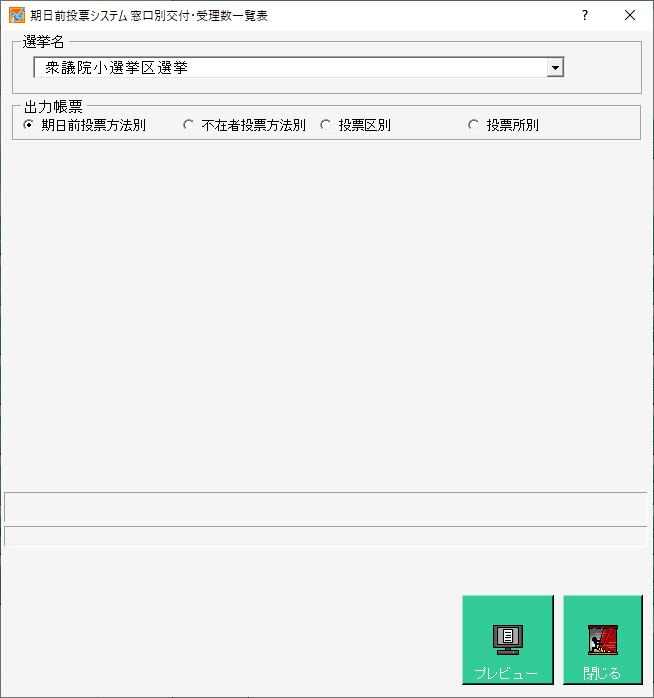 期日前投票システム 窓口別交付・受理数一覧表
選挙名
衆議院小選挙区選挙
出力帳票
期日前投票方法別 不在者投票方法別 投票区別 投票所別
プレビュー 閉じる